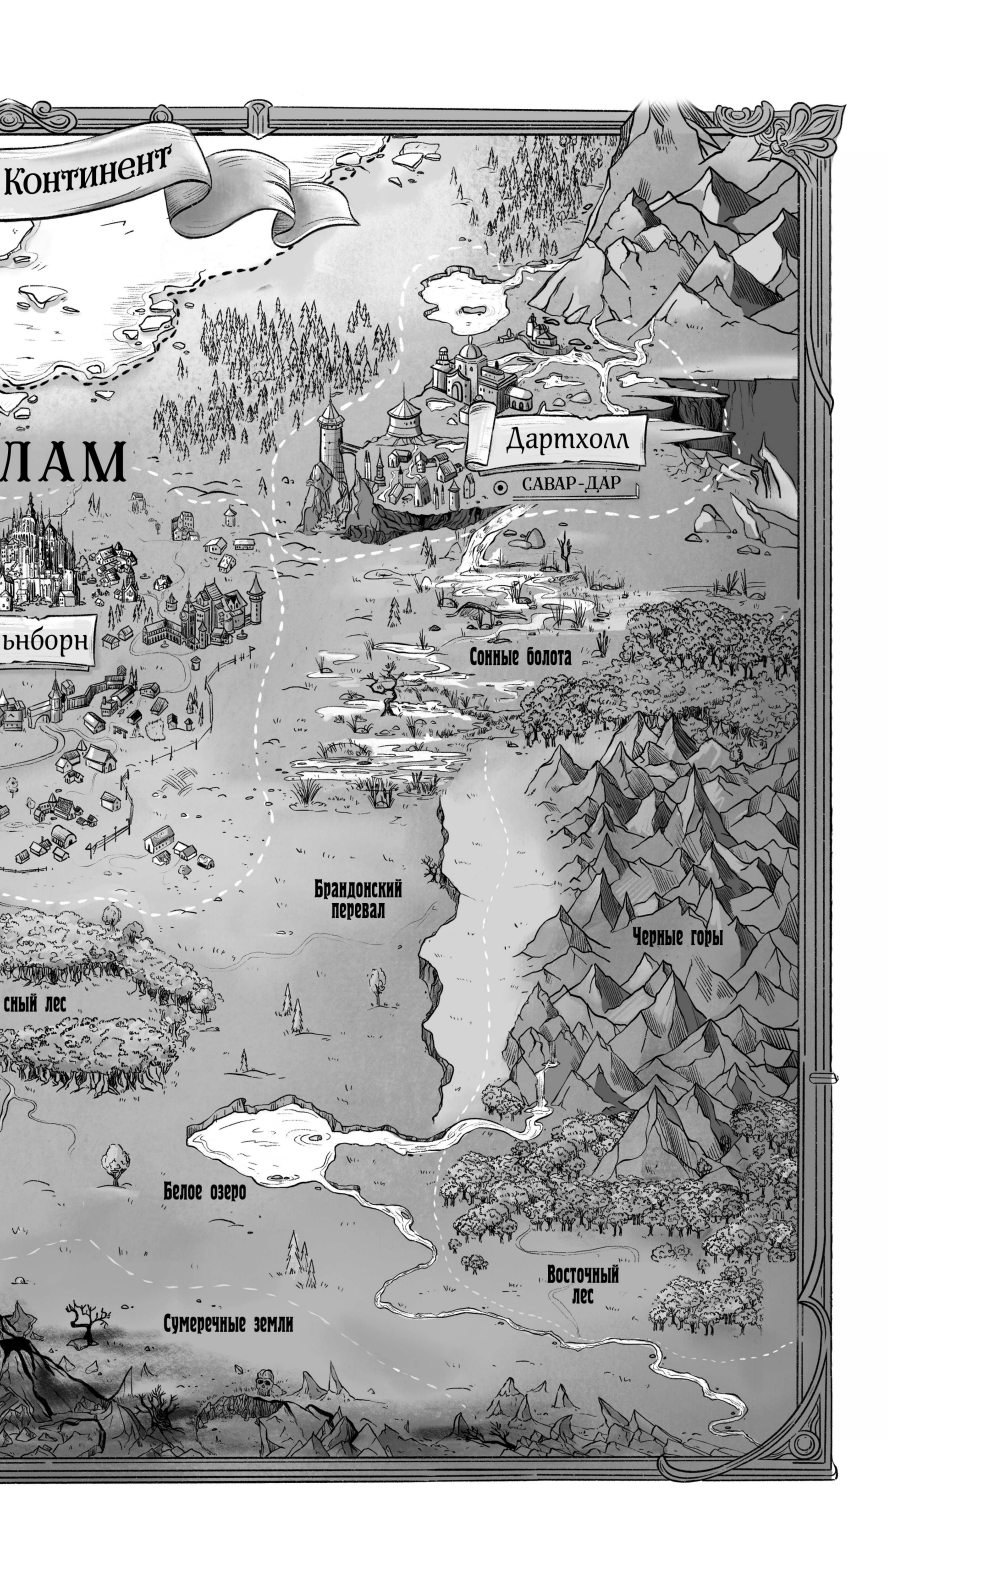 Континент
ЛАМ
Дартхолл
САВАР-ДАР
ьнборн
Сонные болота
Брандонский
перевал
Черные горы
сный лес
Белое озеро
Восточный
лес
Сумеречные земли